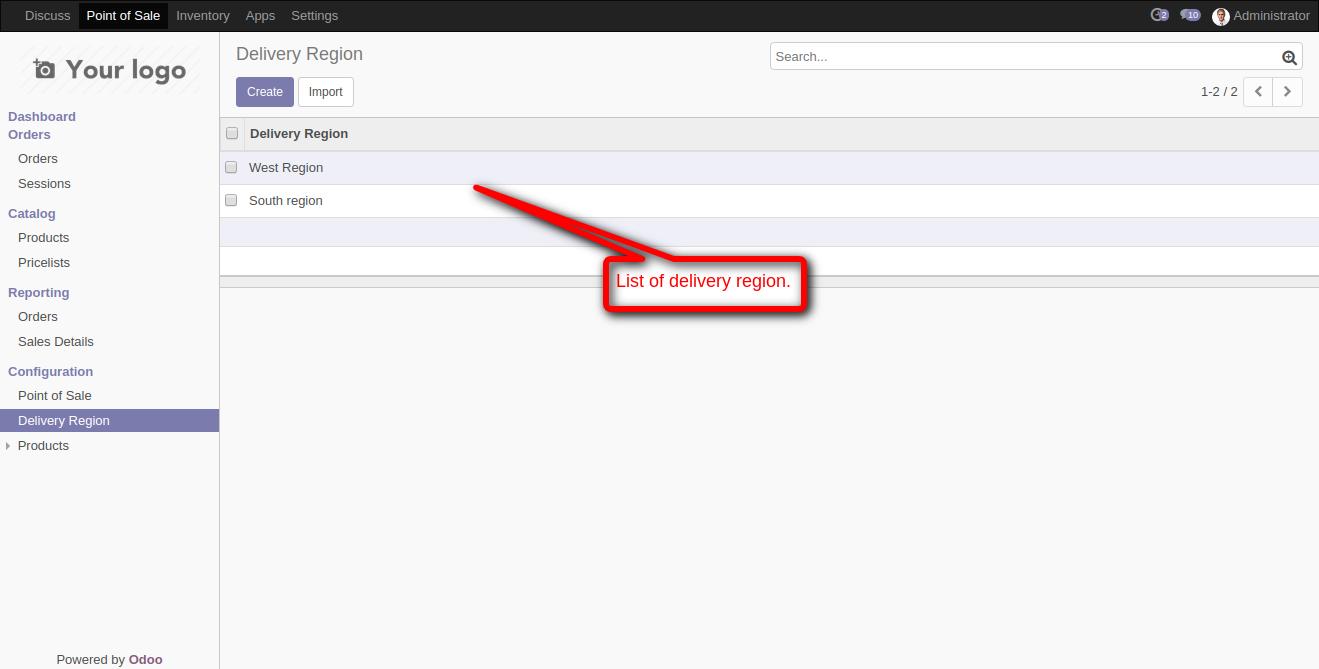 Discuss Point of Sale Inventory Apps Settings 2 10 Administrator
Your logo
Delivery Region
Search...
Create Import
1-2 / 2
Dashboard
Orders
Orders
Sessions
Catalog
Products
Pricelists
Reporting
Orders
Sales Details
Configuration
Point of Sale
Delivery Region
Products
Powered by Odoo
Delivery Region
West Region
South region
List of delivery region.